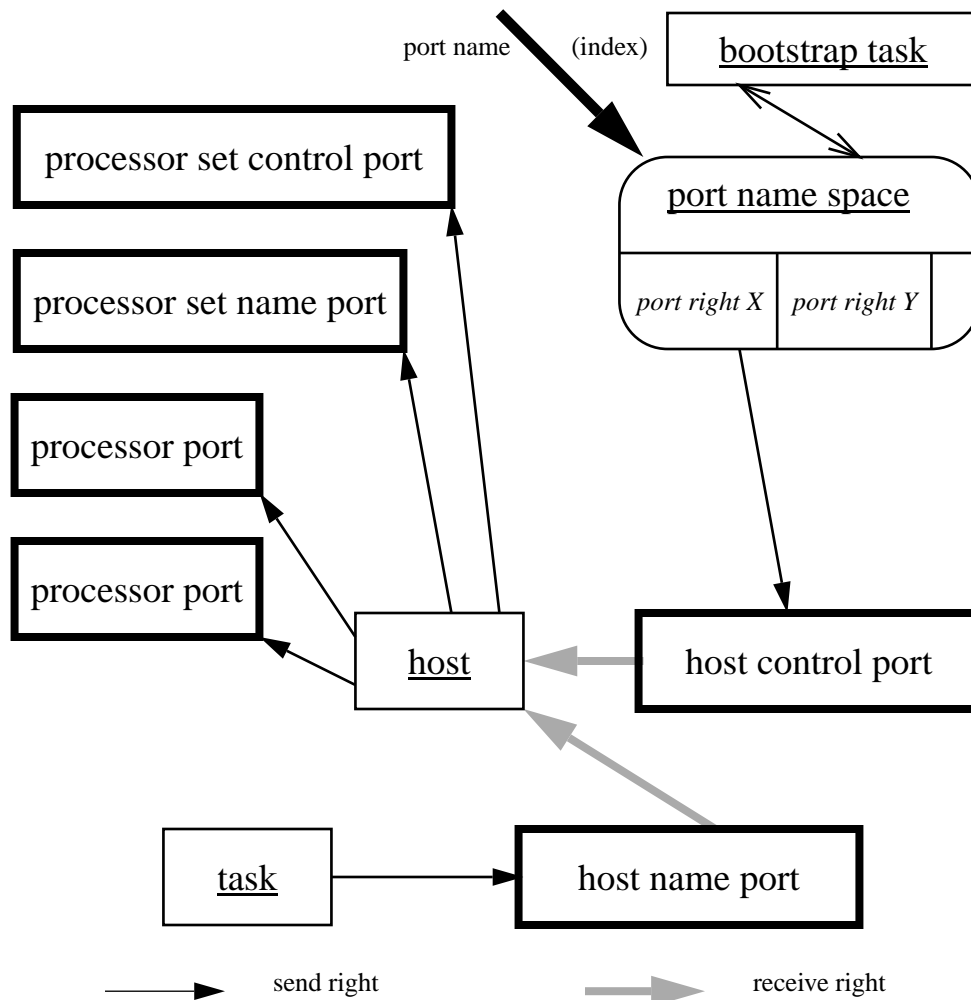 port name (index)
bootstrap task
processor set control port
port name space
processor set name port
port right X port right Y
processor port
processor port
host
host control port
task
host name port
send right
receive right